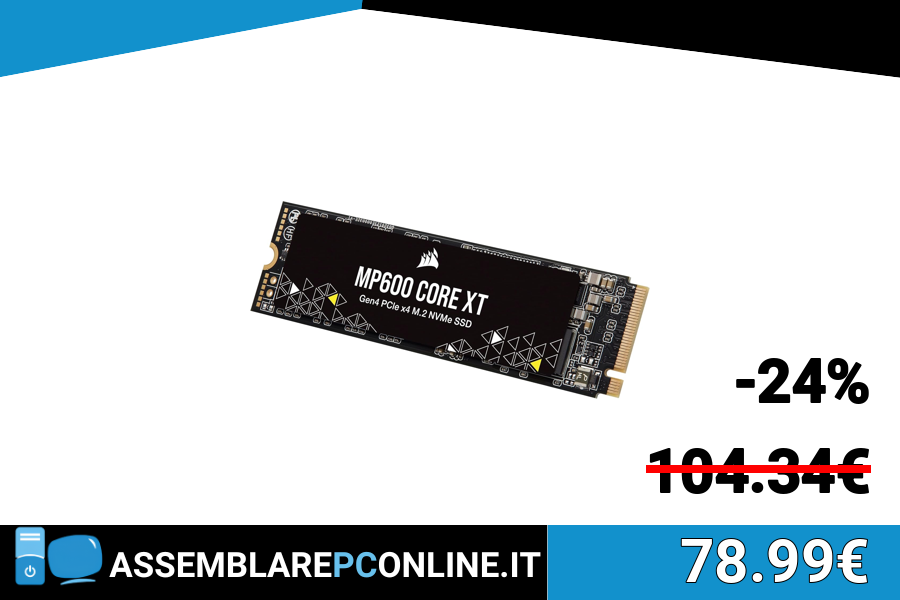 MP600 CORE XT
Gen4 PCIe x4 M.2 NVMe SSD
-24%
104.34€
ASSEMBLAREPCONLINE.IT
78.99€